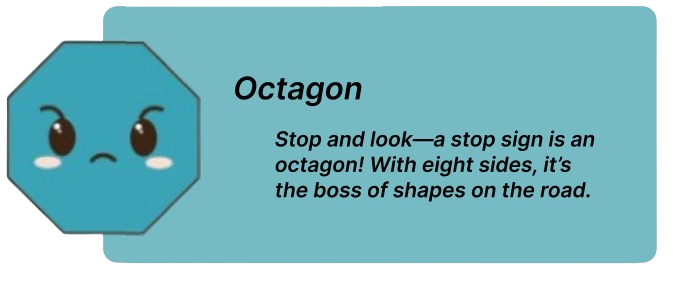 Octagon
Stop and look—a stop sign is an
octagon! With eight sides, it’s
the boss of shapes on the road.